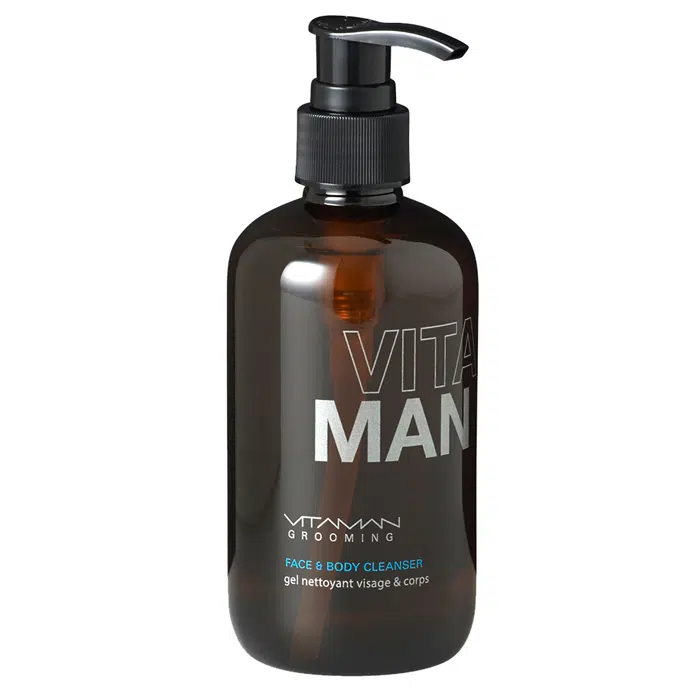 VITA
MAN
VITAMAN
GROOMING
FACE & BODY CLEANSER
gel nettoyant visage & corps